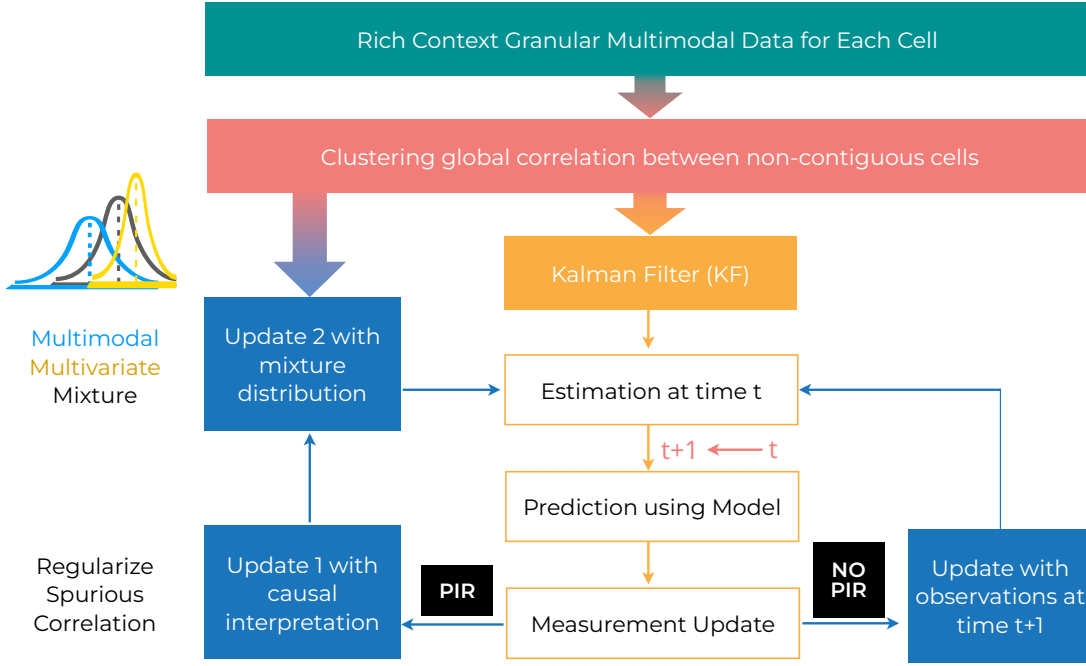 Rich Context Granular Multimodal Data for Each Cell
Clustering global correlation between non-contiguous cells
Kalman Filter (KF)
Multimodal
Multivariate
Mixture
Update 2 with
mixture
distribution
Estimation at time t
t+1
t
Prediction using Model
Regularize
Spurious
Correlation
Update 1 with
causal
interpretation
PIR
Measurement Update
NO
PIR
Update with
observations at
time t+1